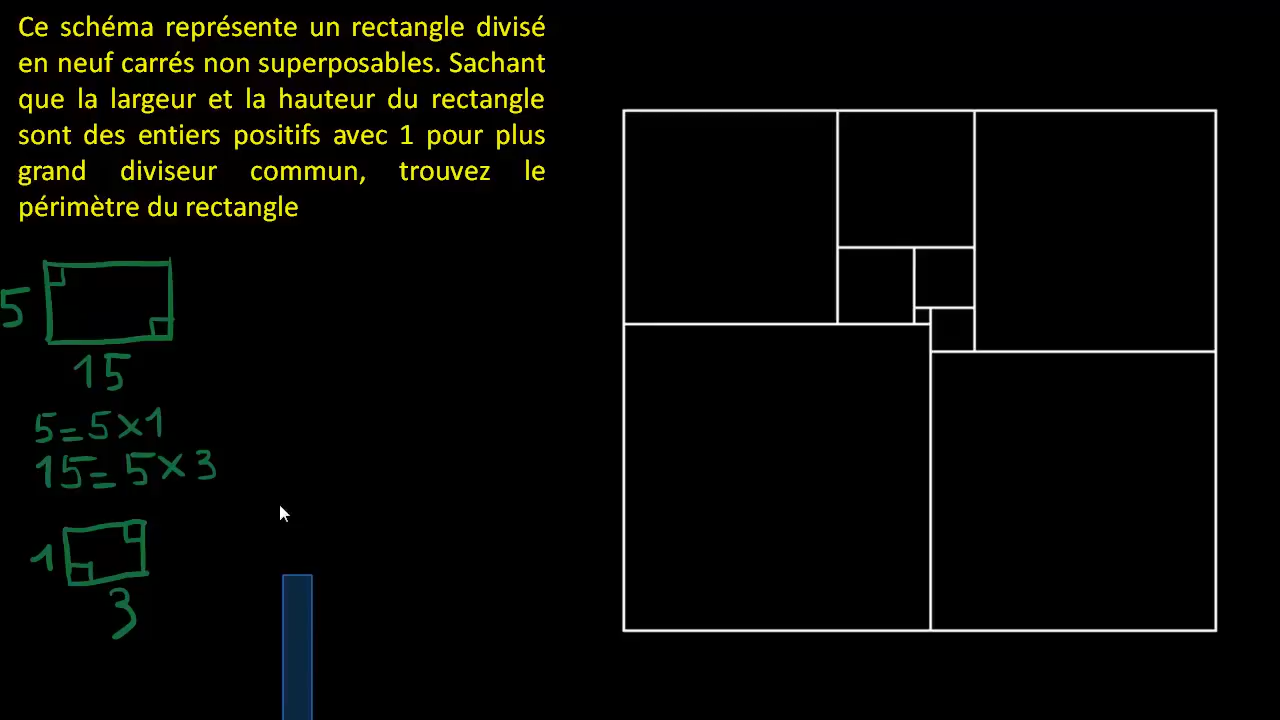 Ce schéma représente un rectangle divisé
en neuf carrés non superposables. Sachant
que la largeur et la hauteur du rectangle
sont des entiers positifs avec 1 pour plus
grand diviseur commun, trouvez le
périmètre du rectangle
5
15
5=5×1
15=5×3
1
3